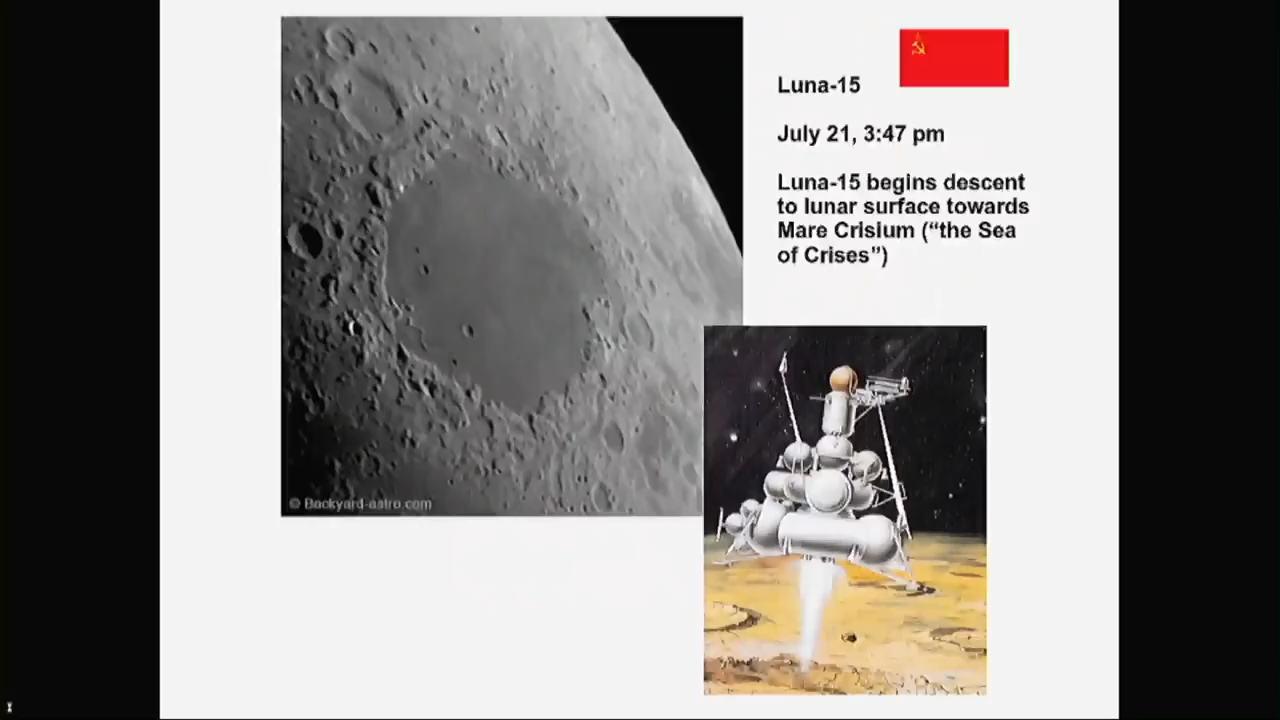 Luna-15
July 21, 3:47 pm
Luna-15 begins descent
to lunar surface towards
Mare Crisium (“the Sea
of Crises”)
© Backyard-astro.com